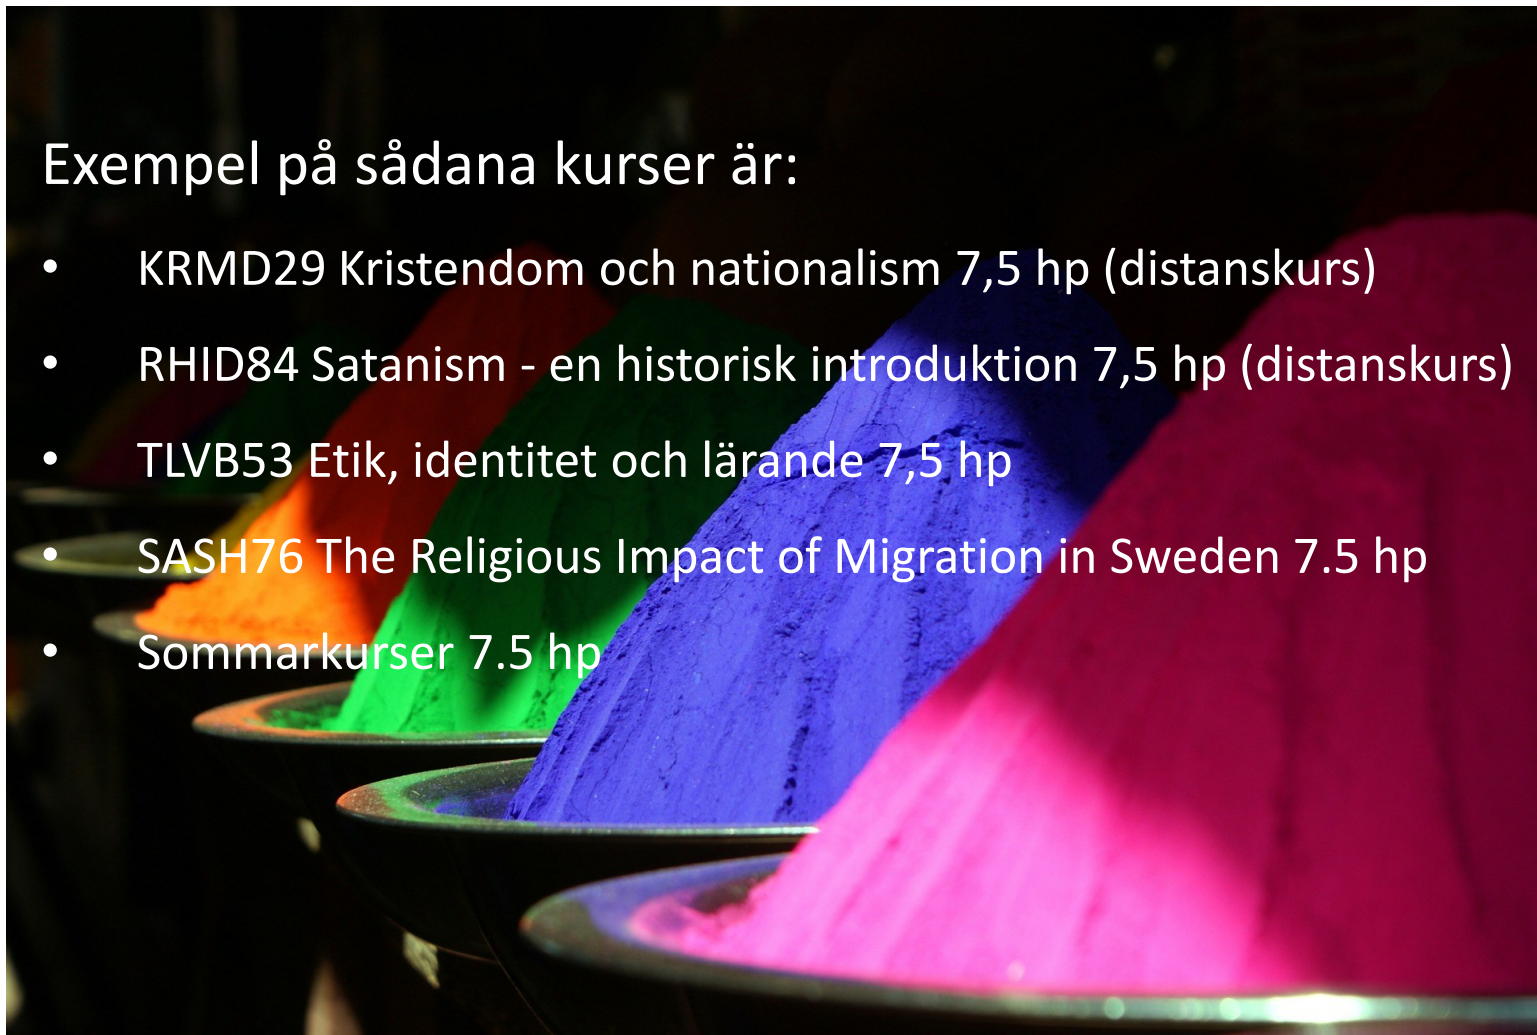 Exempel på sådana kurser är:
• KRMD29 Kristendom och nationalism 7,5 hp (distanskurs)
• RHID84 Satanism - en historisk introduktion 7,5 hp (distanskurs)
• TLVB53 Etik, identitet och lärande 7,5 hp
• SASH76 The Religious Impact of Migration in Sweden 7.5 hp
• Sommarkurser 7.5 hp